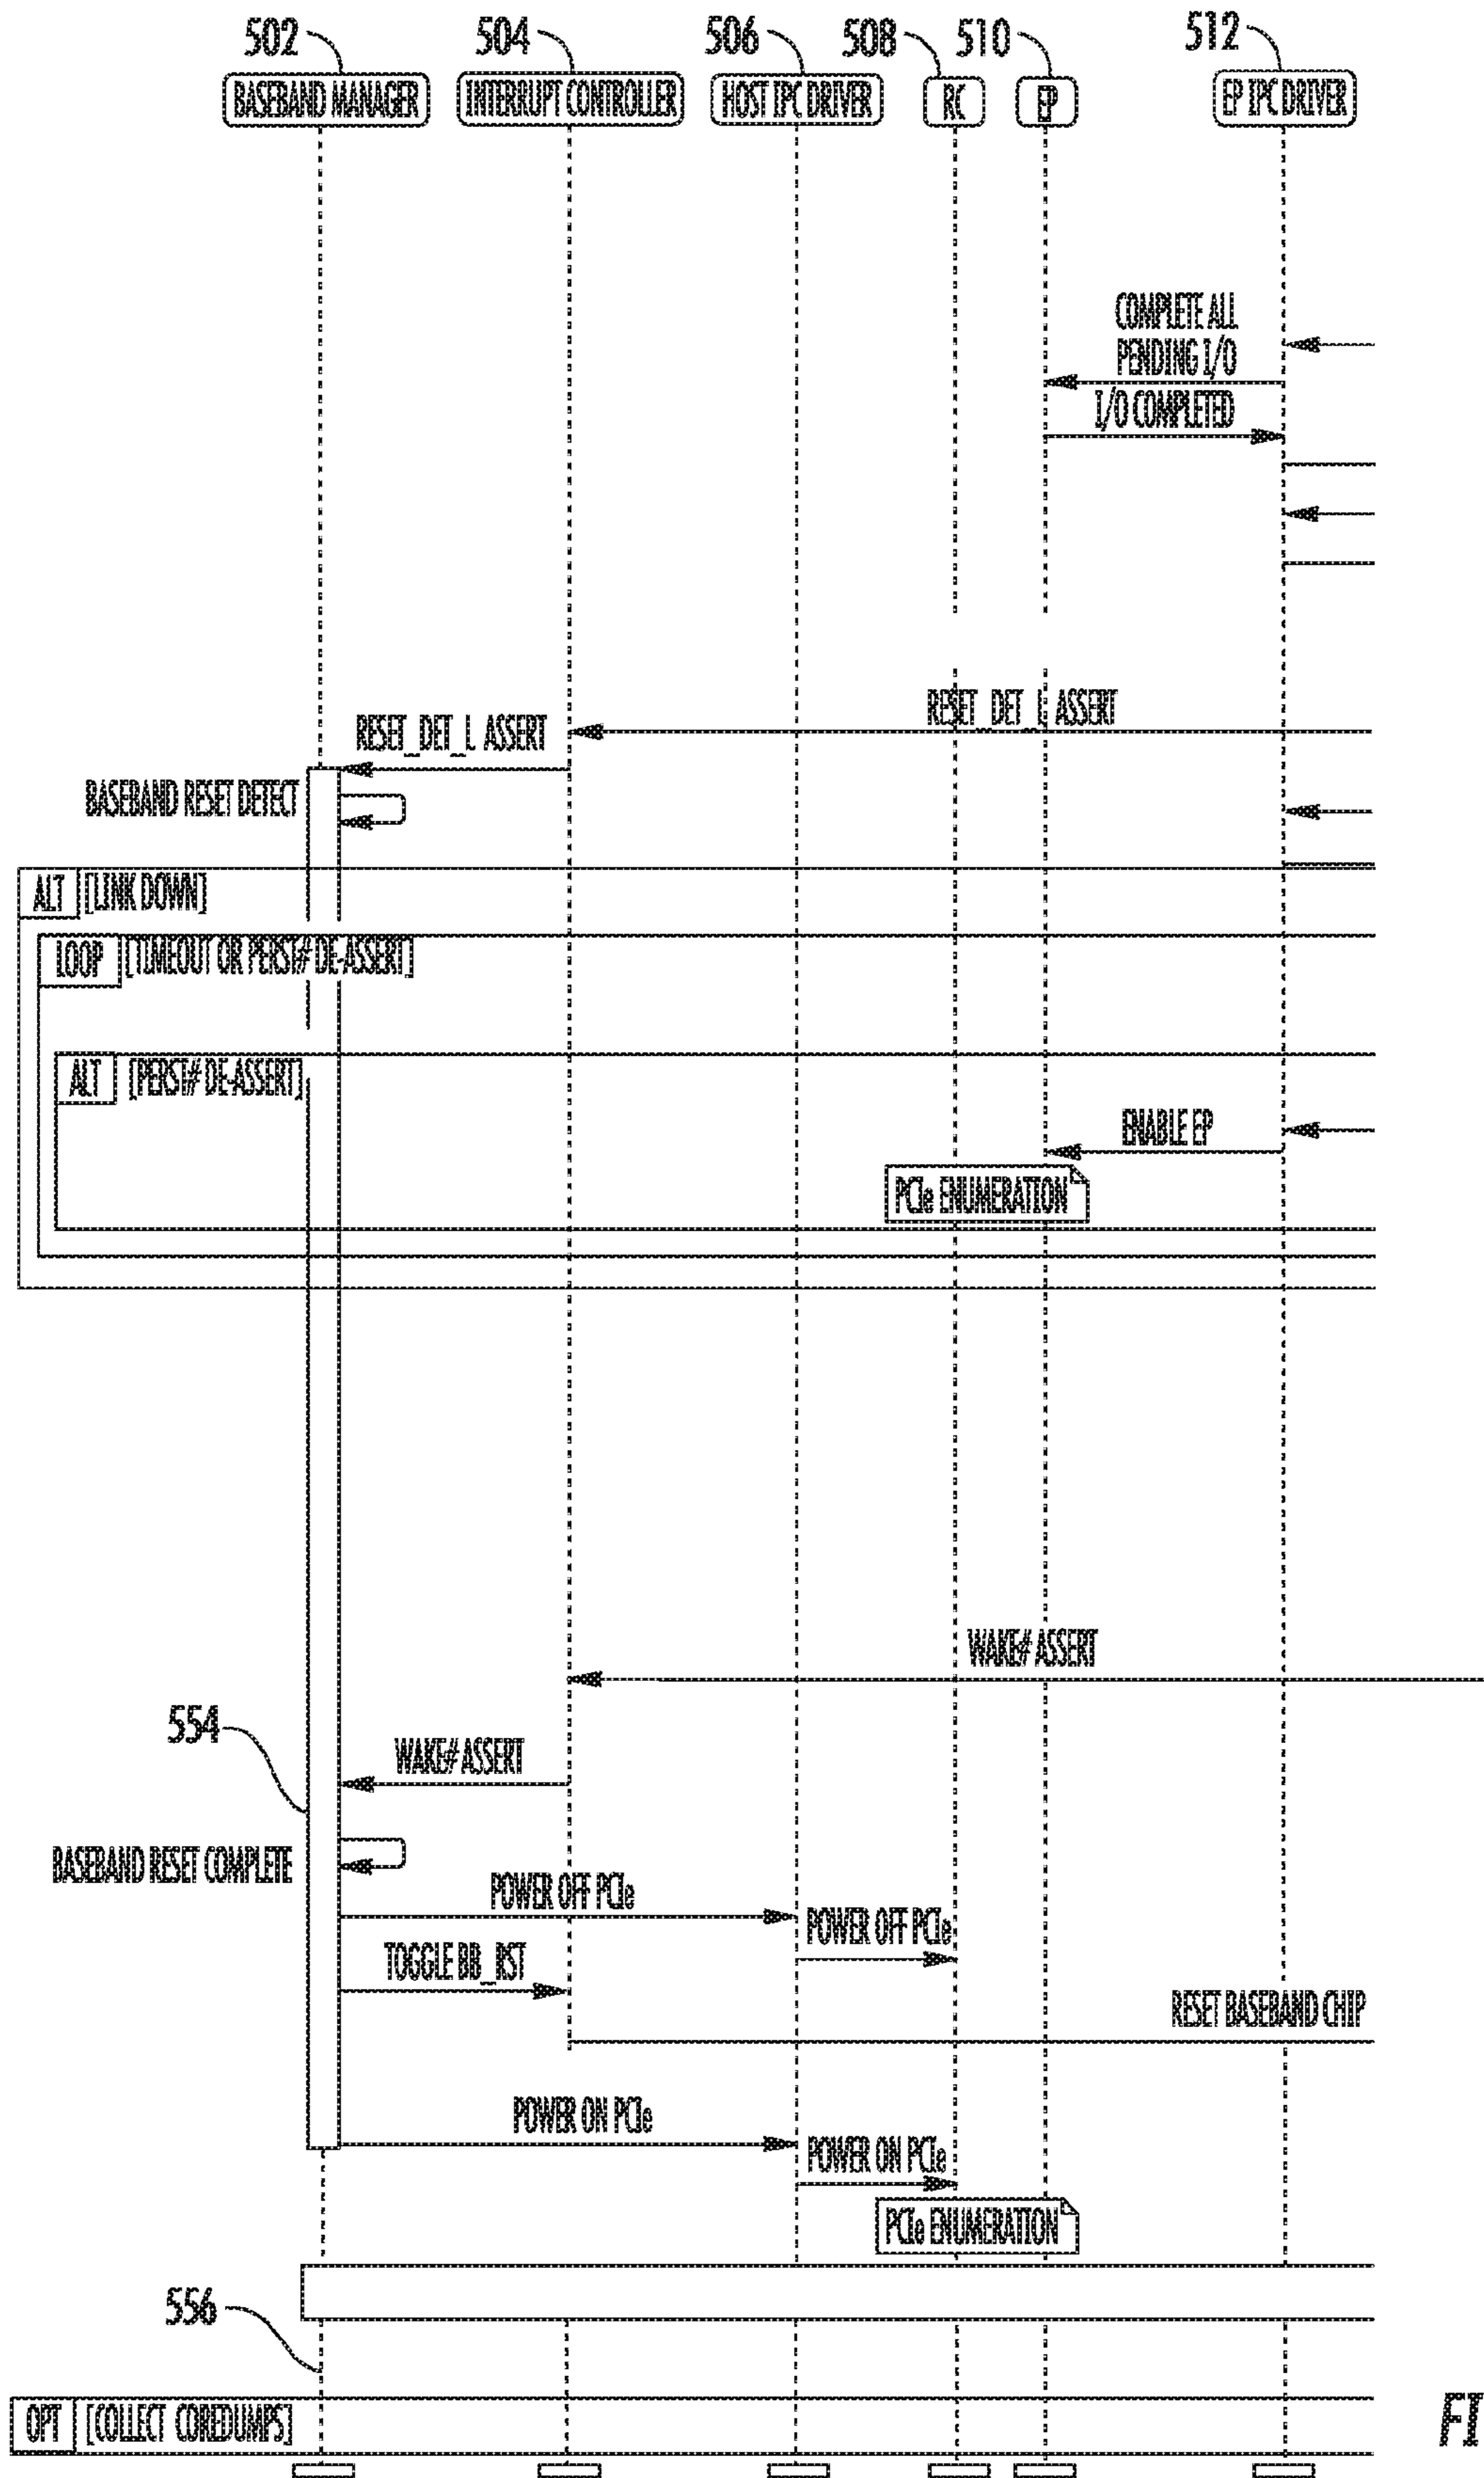 502
504
506
508
510
512
BASEBAND MANAGER
INTERRUPT CONTROLLER
HOST IPC DRIVER
RC
EP
EP IPC DRIVER
COMPLETE ALL
PENDING I/O
I/O COMPLETED
RESET_DET_L ASSERT
RESET_DET_L ASSERT
BASEBAND RESET DETECT
ALT [LINK DOWN]
LOOP [TIMEOUT OR PERST# DE-ASSERT]
ALT [PERST# DE-ASSERT]
ENABLE EP
PCIe ENUMERATION
WAKE# ASSERT
554
WAKE# ASSERT
BASEBAND RESET COMPLETE
POWER OFF PCIe
POWER OFF PCIe
TOGGLE BB_RST
RESET BASEBAND CHIP
POWER ON PCIe
POWER ON PCIe
PCIe ENUMERATION
556
OPT [COLLECT COREDUMPS]
FI